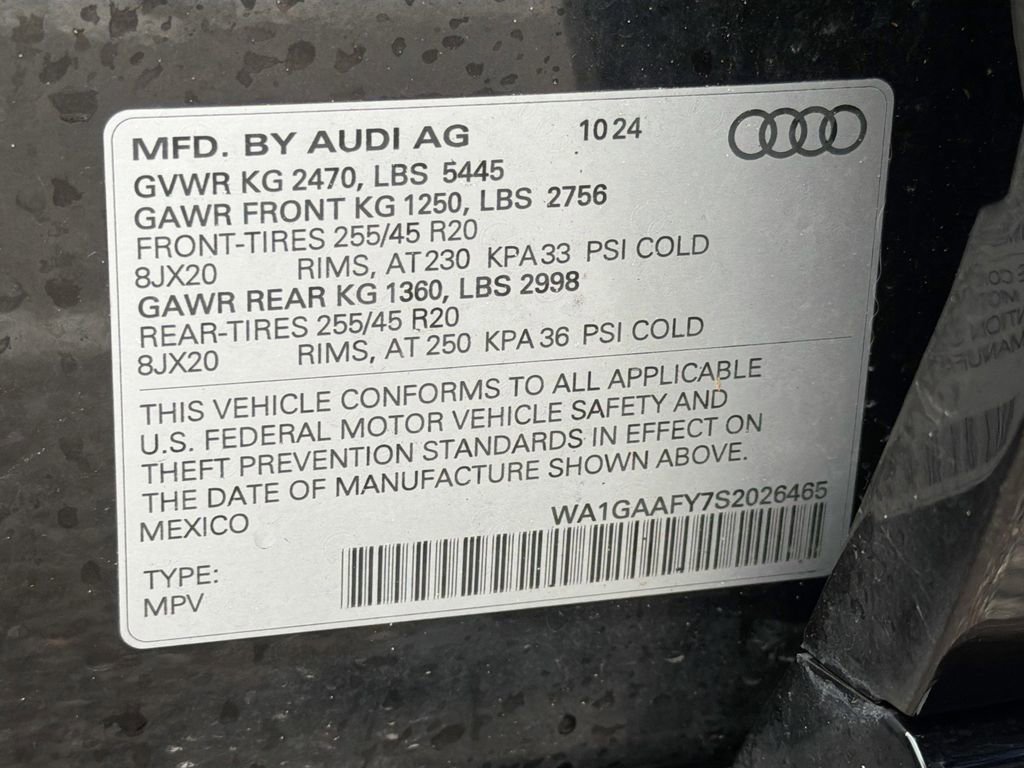 MFD. BY AUDI AG 10 24
GVWR KG 2470, LBS 5445
GAWR FRONT KG 1250, LBS 2756
FRONT-TIRES 255/45 R20
8JX20 RIMS, AT 230 KPA 33 PSI COLD
GAWR REAR KG 1360, LBS 2998
REAR-TIRES 255/45 R20
8JX20 RIMS, AT 250 KPA 36 PSI COLD
THIS VEHICLE CONFORMS TO ALL APPLICABLE
U.S. FEDERAL MOTOR VEHICLE SAFETY AND
THEFT PREVENTION STANDARDS IN EFFECT ON
THE DATE OF MANUFACTURE SHOWN ABOVE.
MEXICO WA1GAAFY7S2026465
TYPE:
MPV